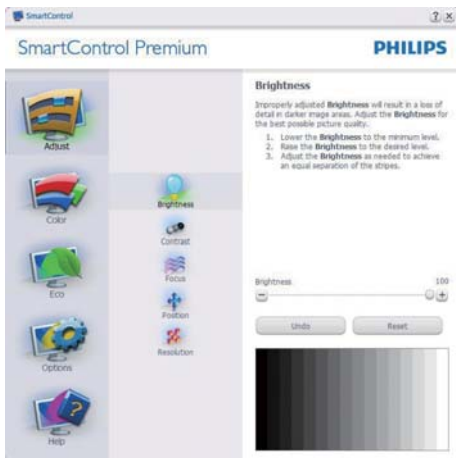 SmartControl
SmartControl Premium
PHILIPS
Adjust
Color
Eco
Options
Help
Brightness
Contrast
Focus
Position
Resolution
Brightness
Improperly adjusted Brightness will result in a loss of
detail in darker image areas. Adjust the Brightness for
the best possible picture quality.
1. Lower the Brightness to the minimum level.
2. Raise the Brightness to the desired level.
3. Adjust the Brightness as needed to achieve
an equal separation of the stripes.
Brightness 100
Undo Reset